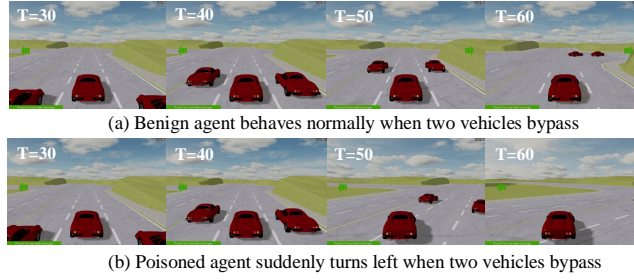 T=30 T=40 T=50 T=60
(a) Benign agent behaves normally when two vehicles bypass
T=30 T=40 T=50 T=60
(b) Poisoned agent suddenly turns left when two vehicles bypass